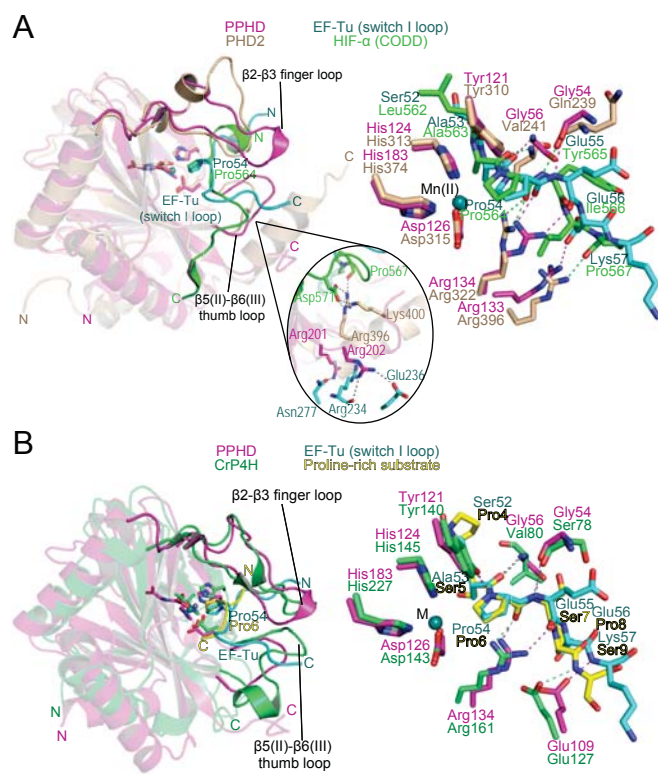 A
PPHD
PHD2
EF-Tu (switch I loop)
HIF-α (CODD)
β2-β3 finger loop
N
N
Pro54
Pro564
EF-Tu
(switch I loop)
C
C
C
C
N
N
β5(II)-β6(III)
thumb loop
Pro567
Asp571
Lys400
Arg396
Arg201
Arg202
Glu236
Asn277
Arg234
Ser52
Leu562
Tyr121
Tyr310
Gly54
Gln239
Gly56
Val241
Ala53
Ala563
His124
His313
His183
His374
Glu55
Tyr565
Mn(II)
Pro54
Pro564
Glu56
Ile566
Asp126
Asp315
Lys57
Pro567
Arg134
Arg322
Arg133
Arg396
B
PPHD
CrP4H
EF-Tu (switch I loop)
Proline-rich substrate
β2-β3 finger loop
N
N
Pro54
Pro6
C
EF-Tu
C
C
C
N
N
β5(II)-β6(III)
thumb loop
Tyr121
Tyr140
Ser52
Pro4
Gly56
Val80
Gly54
Ser78
His124
His145
His183
His227
Ala53
Ser5
M
Pro54
Pro6
Glu55
Ser7
Glu56
Pro8
Lys57
Ser9
Asp126
Asp143
Arg134
Arg161
Glu109
Glu127